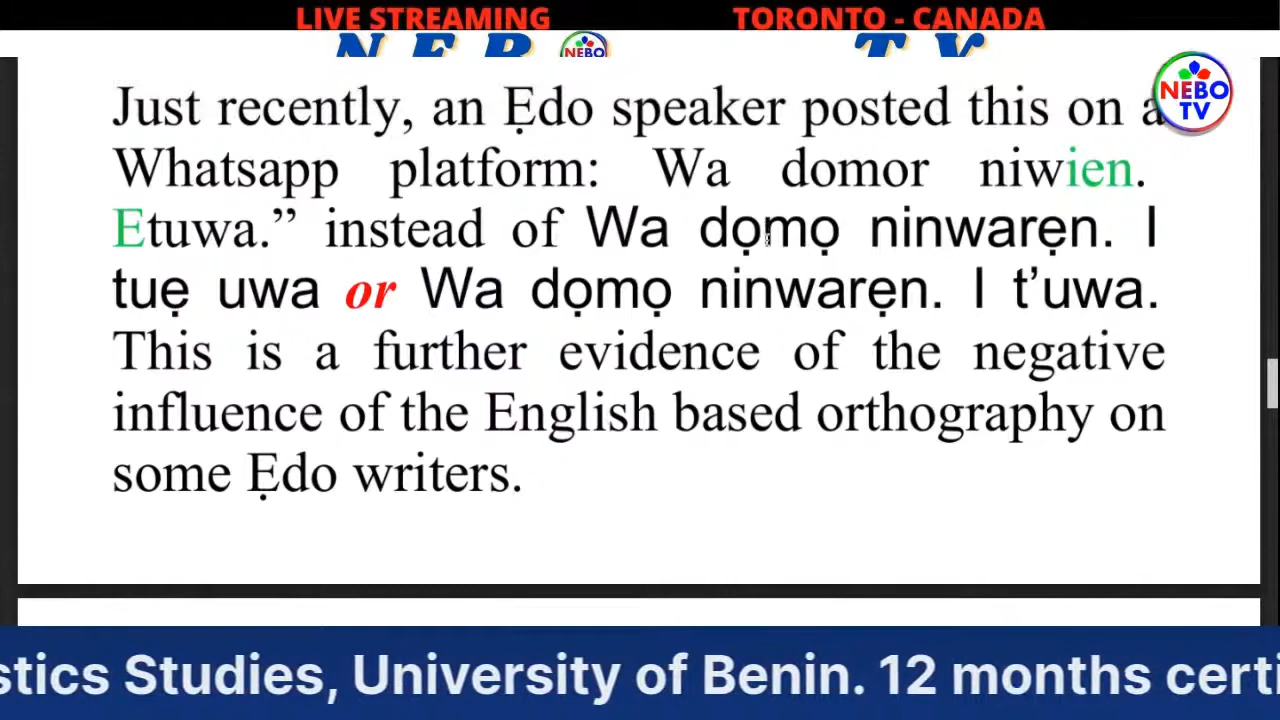 LIVE STREAMING TORONTO - CANADA
NEBO TV
NEBO
NEBO
TV
Just recently, an Ẹdo speaker posted this on a
Whatsapp platform: Wa domor niwien.
Etuwa.” instead of Wa dọmọ ninwarẹn. I
tuẹ uwa or Wa dọmọ ninwarẹn. I t’uwa.
This is a further evidence of the negative
influence of the English based orthography on
some Ẹdo writers.
stics Studies, University of Benin. 12 months certi